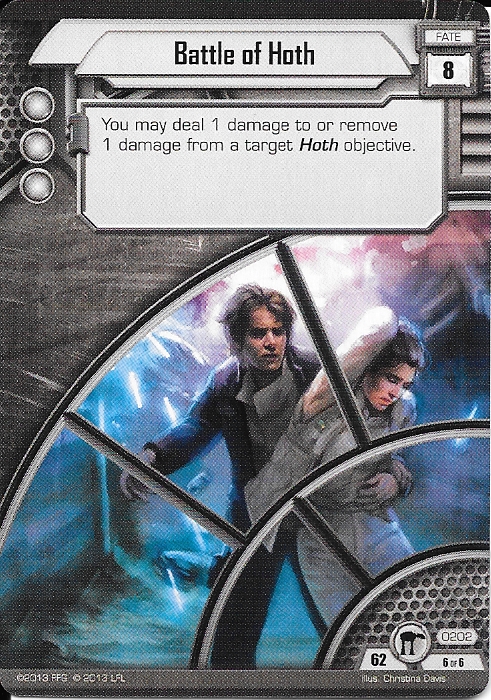 Battle of Hoth
FATE
8
You may deal 1 damage to or remove
1 damage from a target Hoth objective.
0202
62
6 OF 6
©2013 FFG © 2013 LFL
Illus. Christina Davis